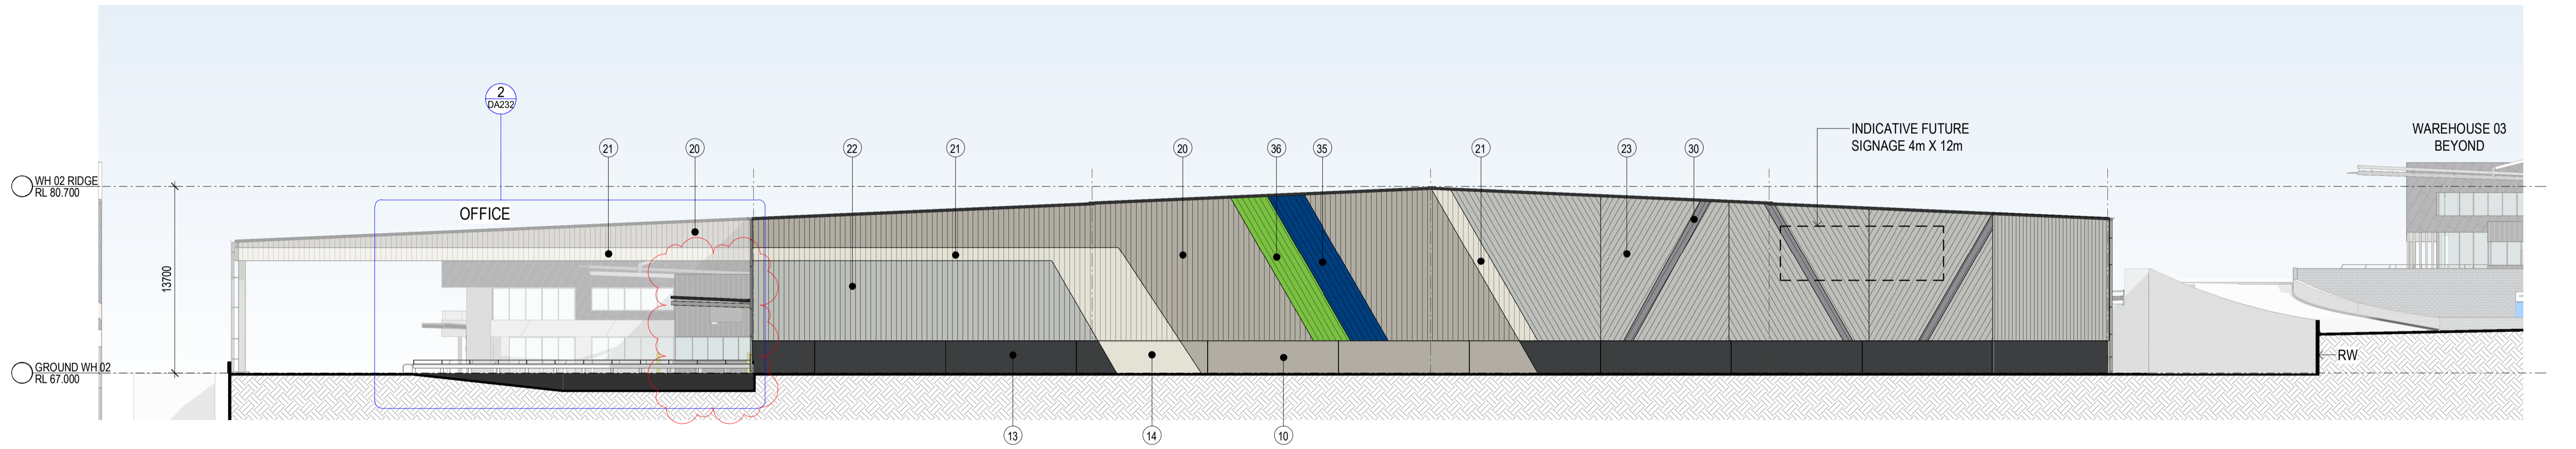 2
DA232
21
20
22
21
20
36
35
21
23
30
INDICATIVE FUTURE
SIGNAGE 4m X 12m
WAREHOUSE 03
BEYOND
WH 02 RIDGE
RL 80.700
OFFICE
13700
GROUND WH 02
RL 67.000
RW
13
14
10